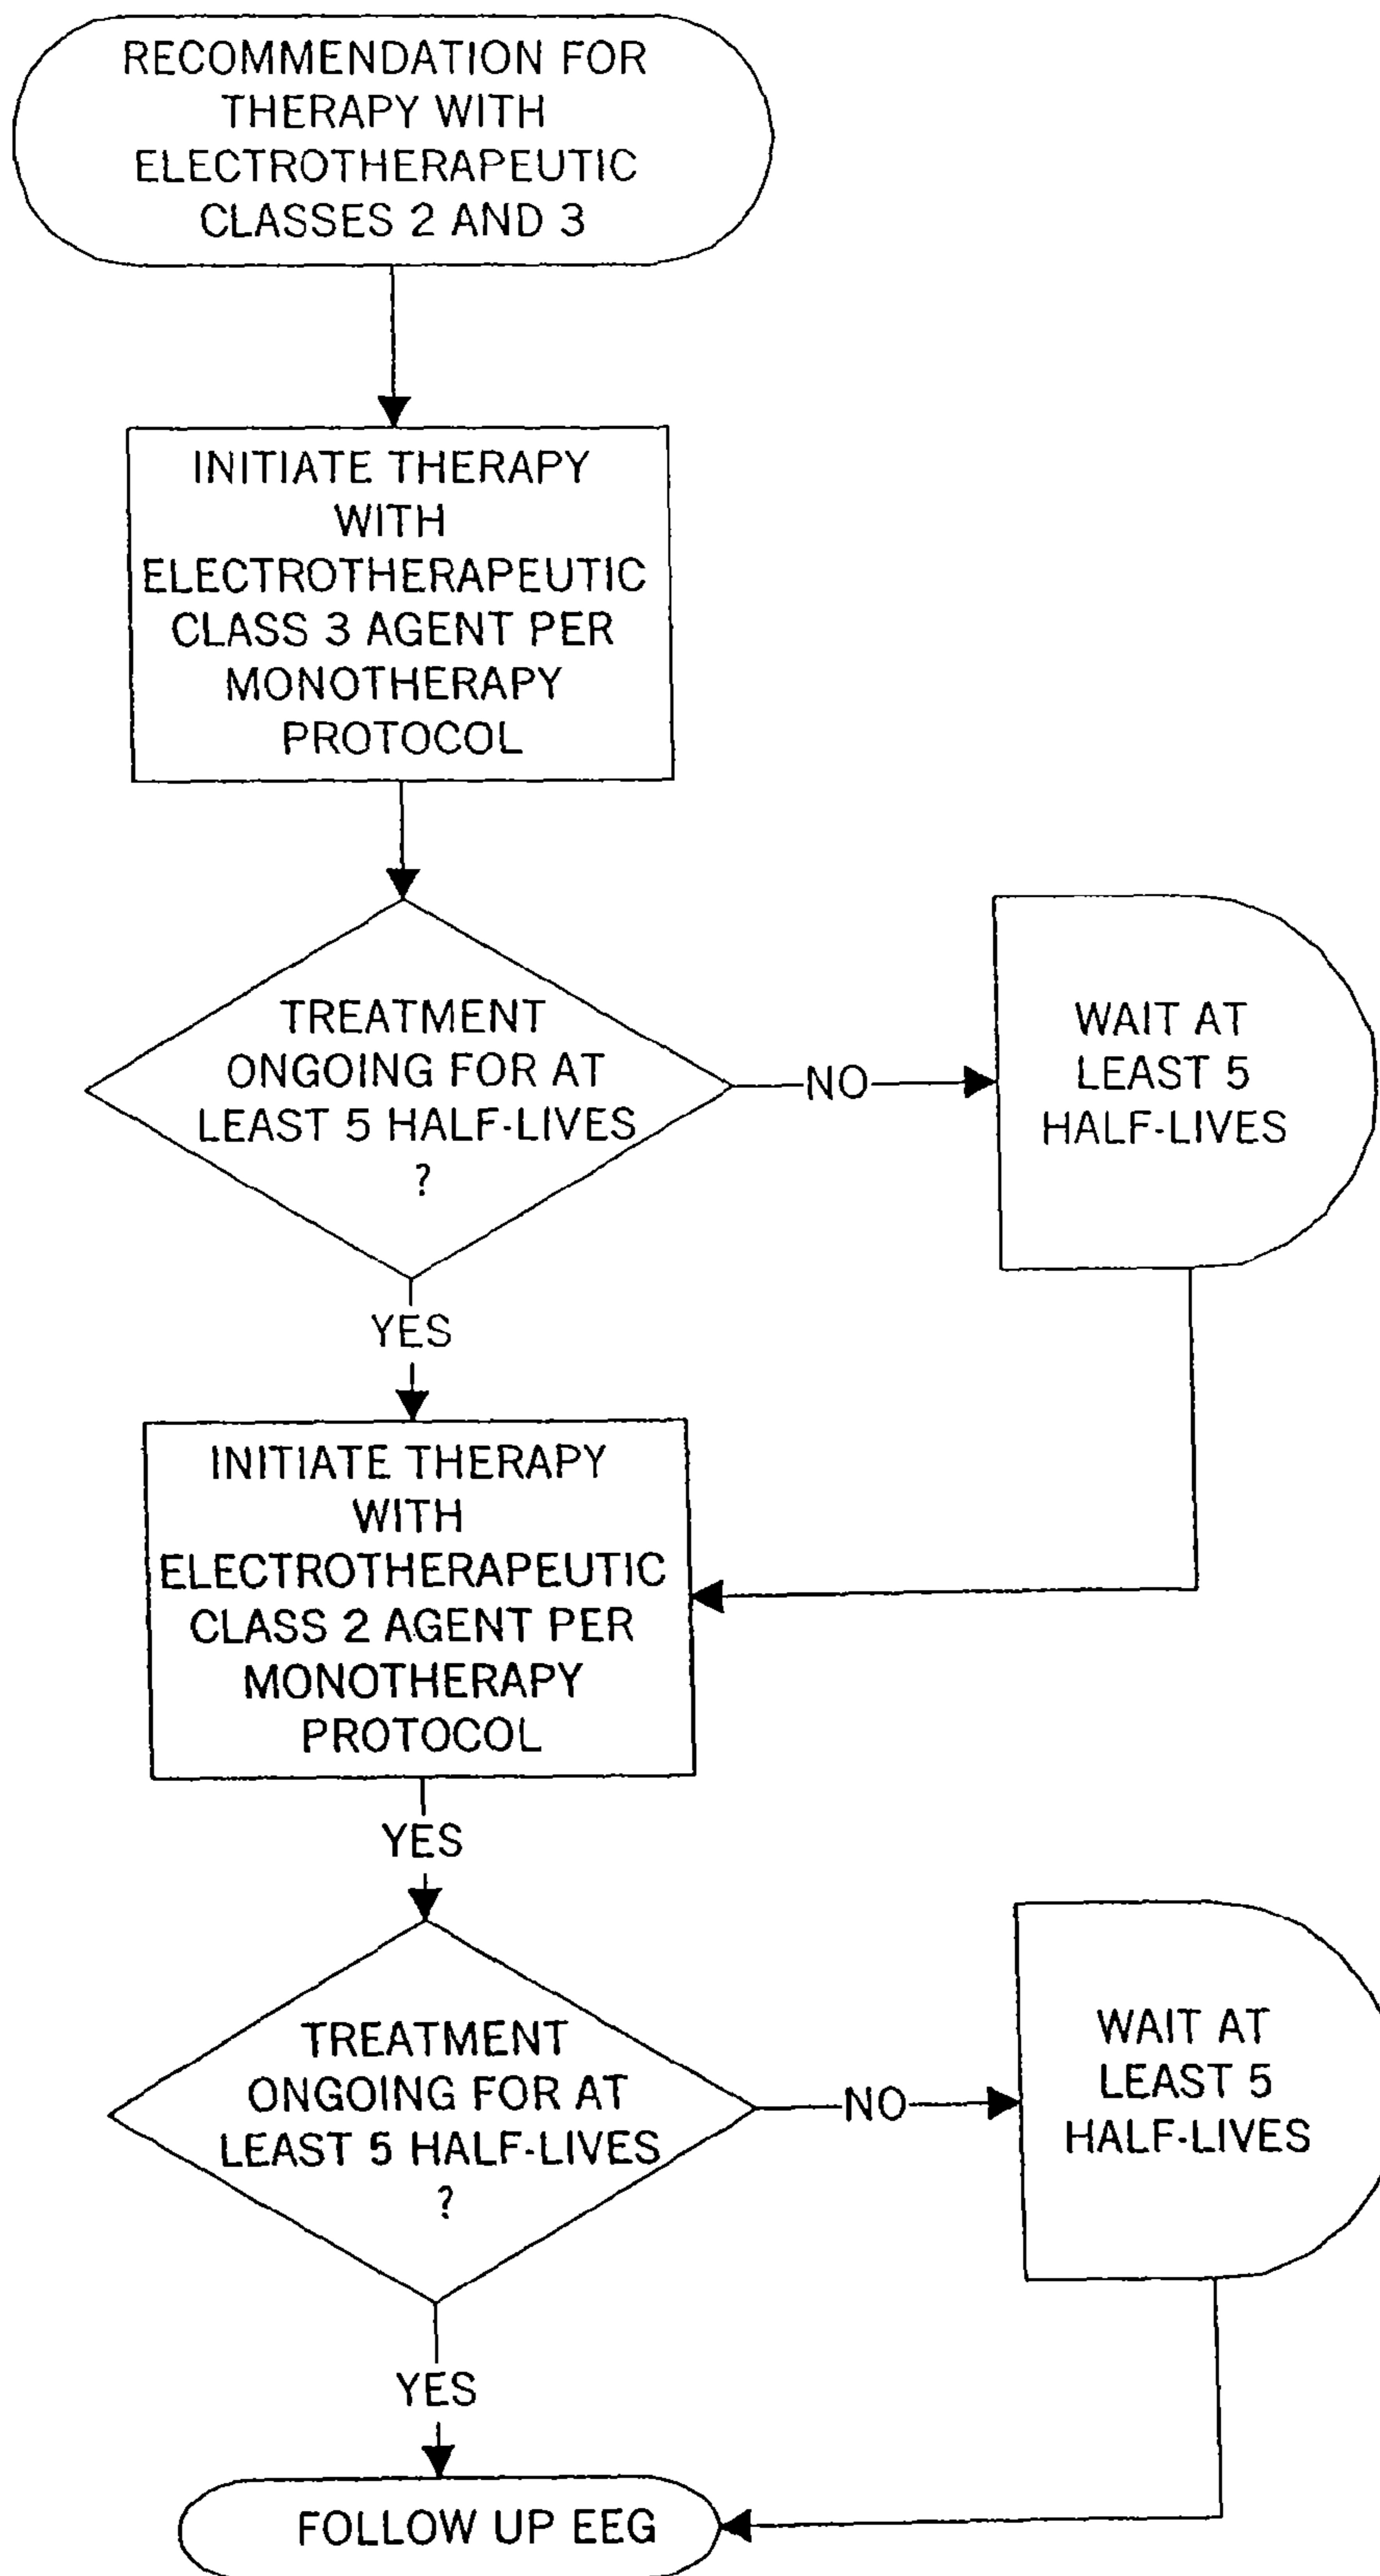 RECOMMENDATION FOR
THERAPY WITH
ELECTROTHERAPEUTIC
CLASSES 2 AND 3
INITIATE THERAPY
WITH
ELECTROTHERAPEUTIC
CLASS 3 AGENT PER
MONOTHERAPY
PROTOCOL
TREATMENT
ONGOING FOR AT
LEAST 5 HALF-LIVES
?
NO
WAIT AT
LEAST 5
HALF-LIVES
YES
INITIATE THERAPY
WITH
ELECTROTHERAPEUTIC
CLASS 2 AGENT PER
MONOTHERAPY
PROTOCOL
YES
TREATMENT
ONGOING FOR AT
LEAST 5 HALF-LIVES
?
NO
WAIT AT
LEAST 5
HALF-LIVES
YES
FOLLOW UP EEG